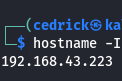 (cedrick㉿ka
$ hostname -I
192.168.43.223